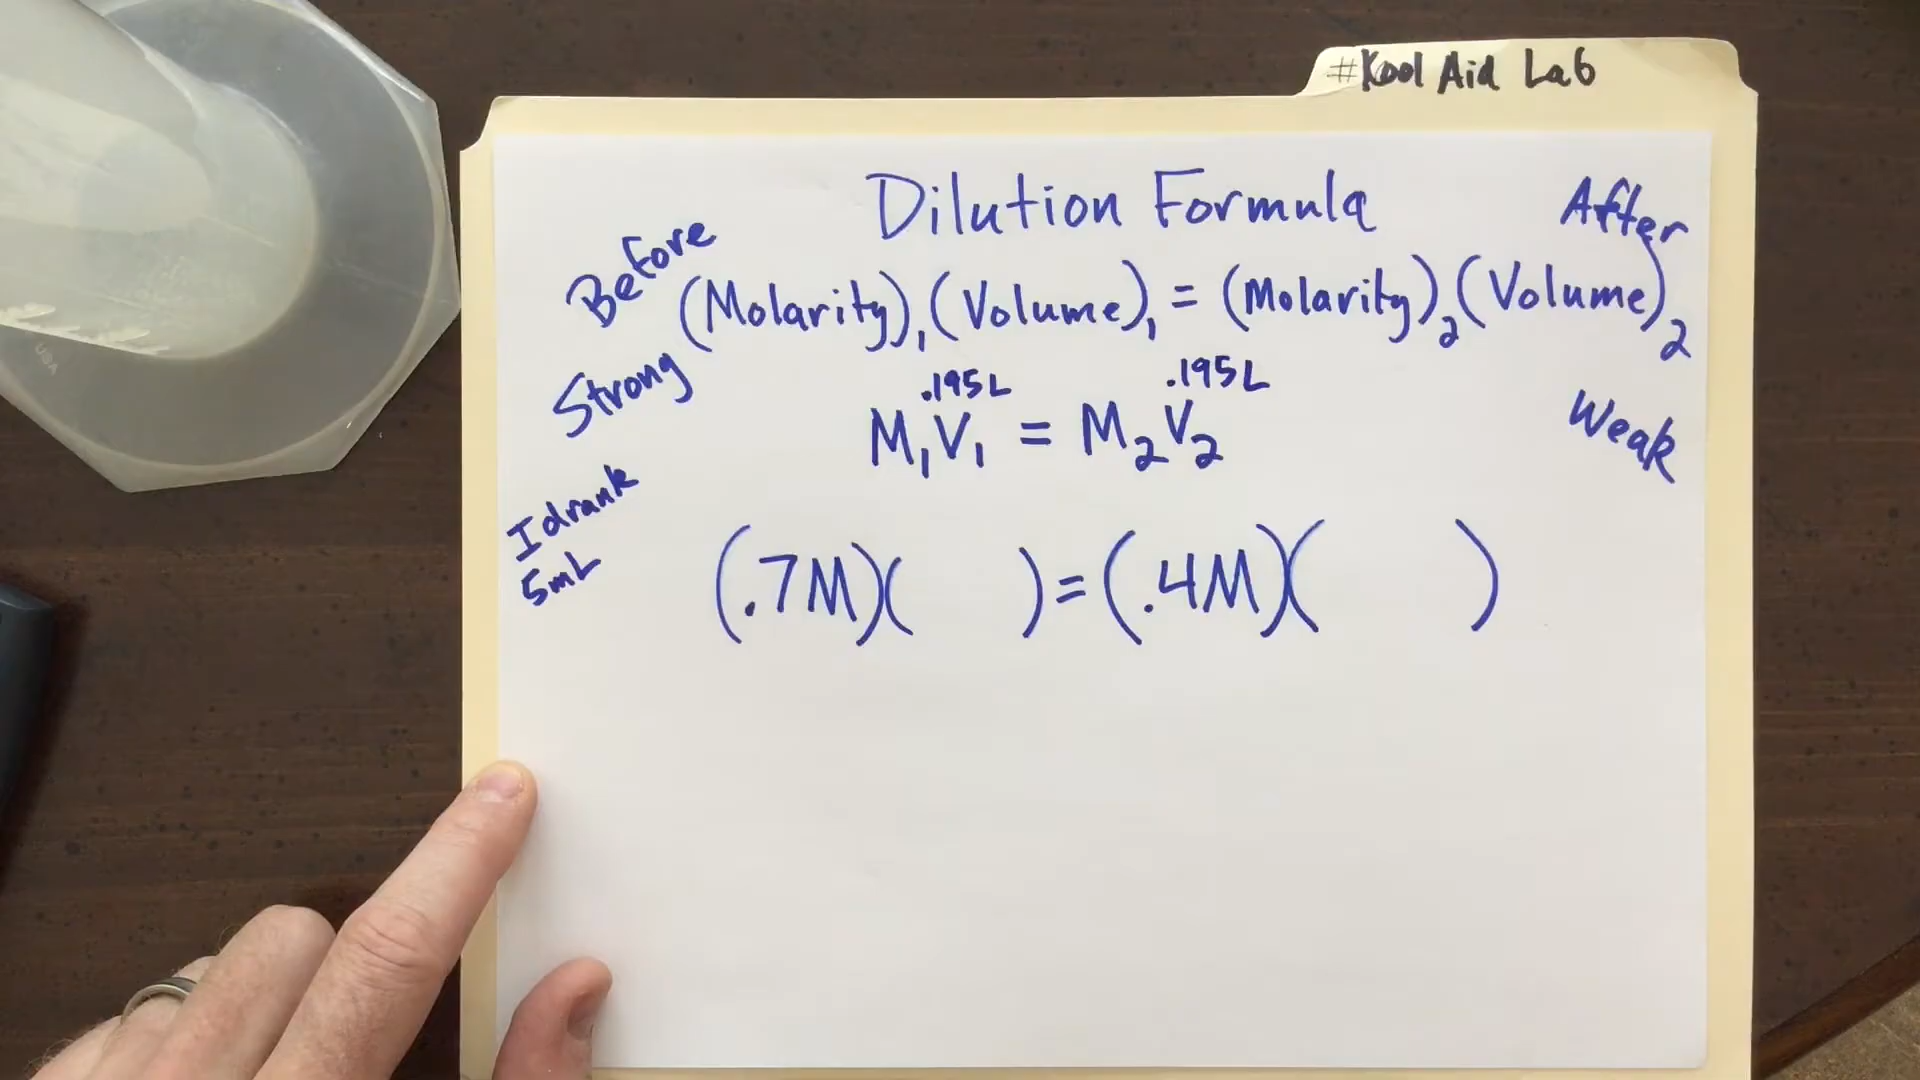 #Kool Aid Lab
Dilution Formula
Before
After
(Molarity)₁(Volume)₁ = (Molarity)₂(Volume)₂
Strong
.195L
.195L
M₁V₁ = M₂V₂
Weak
I drank
5mL
(.7M)( )=(.4M)( )
USA